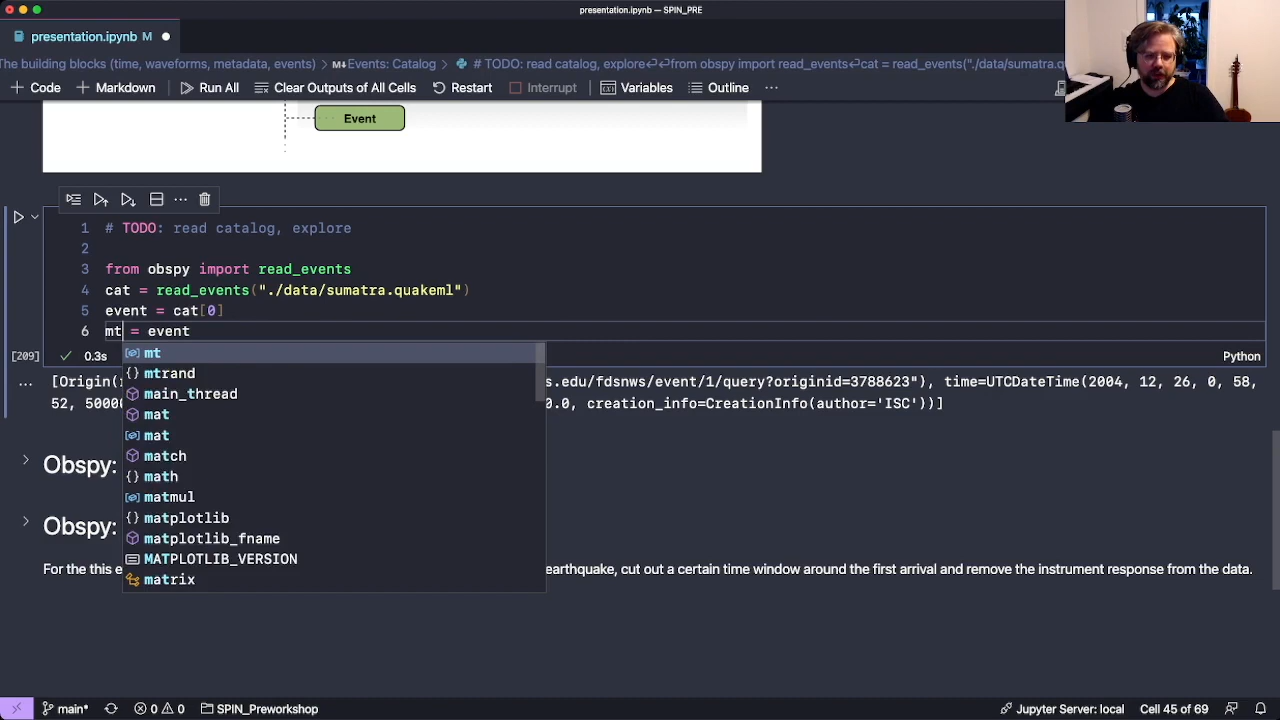 presentation.ipynb — SPIN_PRE
presentation.ipynb M
The building blocks (time, waveforms, metadata, events) > Events: Catalog > # TODO: read catalog, explore↵↵from obspy import read_events↵cat = read_events("./data/sumatra.qu
+ Code + Markdown Run All Clear Outputs of All Cells Restart Interrupt Variables Outline ...
Event
1 # TODO: read catalog, explore
2
3 from obspy import read_events
4 cat = read_events("./data/sumatra.quakeml")
5 event = cat[0]
6 mt = event
[209] 0.3s Python
mt
mtrand
main_thread
mat
mat
match
math
matmul
matplotlib
matplotlib_fname
MATPLOTLIB_VERSION
matrix
... [Origin(r s.edu/fdsnws/event/1/query?originid=3788623"), time=UTCDateTime(2004, 12, 26, 0, 58,
52, 5000 0.0, creation_info=CreationInfo(author='ISC'))]
Obspy:
Obspy:
For the this e earthquake, cut out a certain time window around the first arrival and remove the instrument response from the data.
main* 0 0 SPIN_Preworkshop Jupyter Server: local Cell 45 of 69